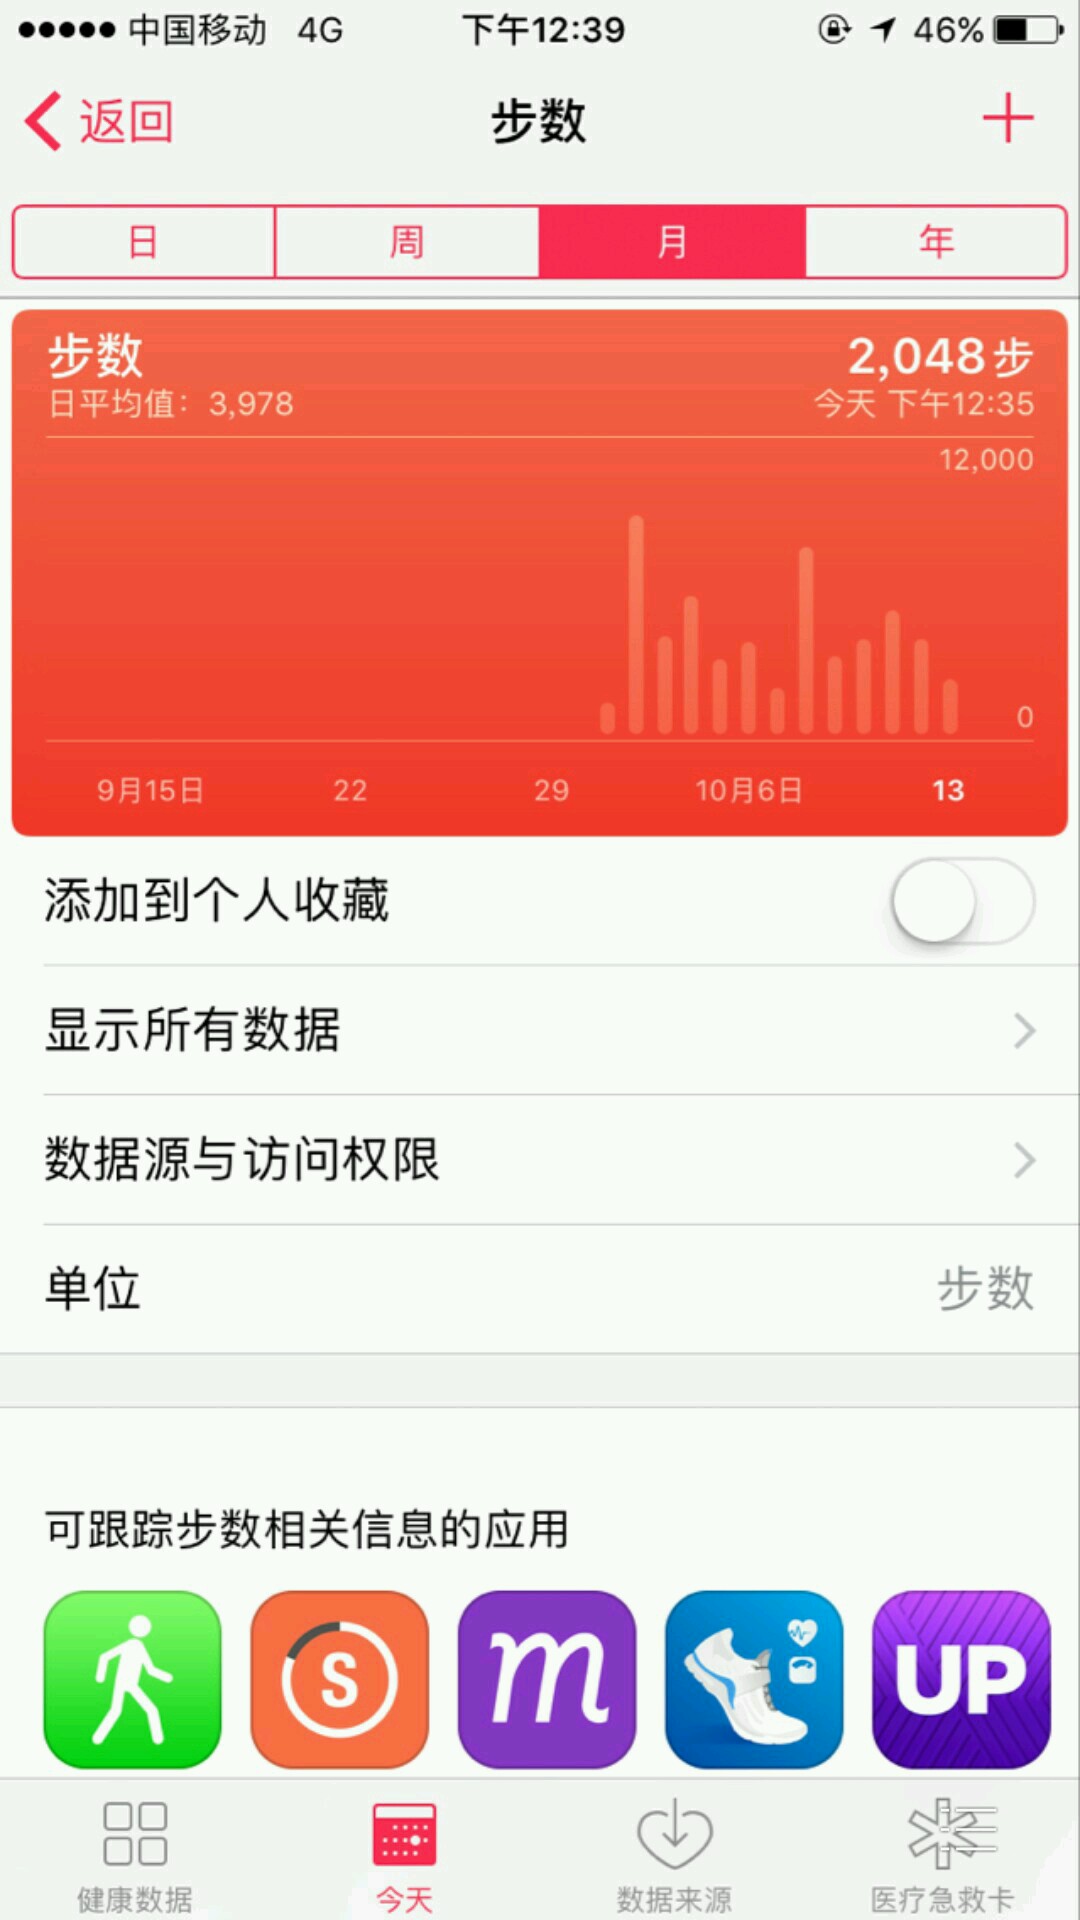 中国移动 4G 下午12:39 46%
返回 步数
日 周 月 年
步数 2,048步
日平均值：3,978 今天 下午12:35
12,000
0
9月15日 22 29 10月6日 13
添加到个人收藏
显示所有数据
数据源与访问权限
单位 步数
可跟踪步数相关信息的应用
S m UP
健康数据 今天 数据来源 医疗急救卡